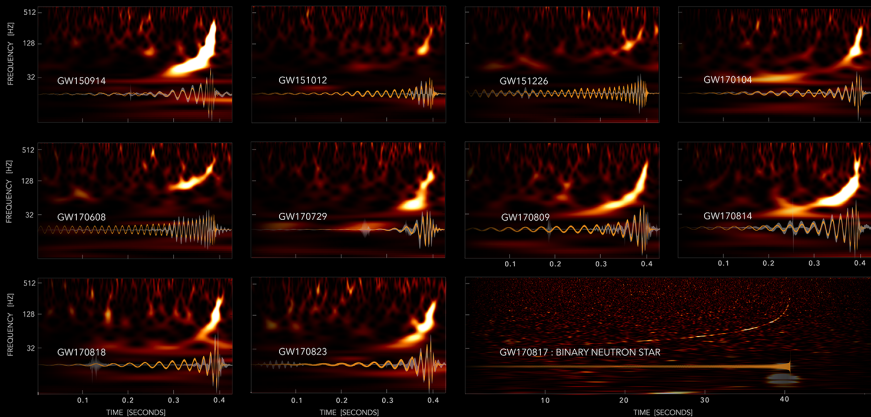 FREQUENCY [HZ]
512
128
32
GW150914
GW151012
GW151226
GW170104
FREQUENCY [HZ]
512
128
32
GW170608
GW170729
GW170809
GW170814
0.1 0.2 0.3 0.4
0.1 0.2 0.3 0.4
FREQUENCY [HZ]
512
128
32
GW170818
GW170823
GW170817 : BINARY NEUTRON STAR
0.1 0.2 0.3 0.4
0.1 0.2 0.3 0.4
10 20 30 40
TIME [SECONDS]
TIME [SECONDS]
TIME [SECONDS]